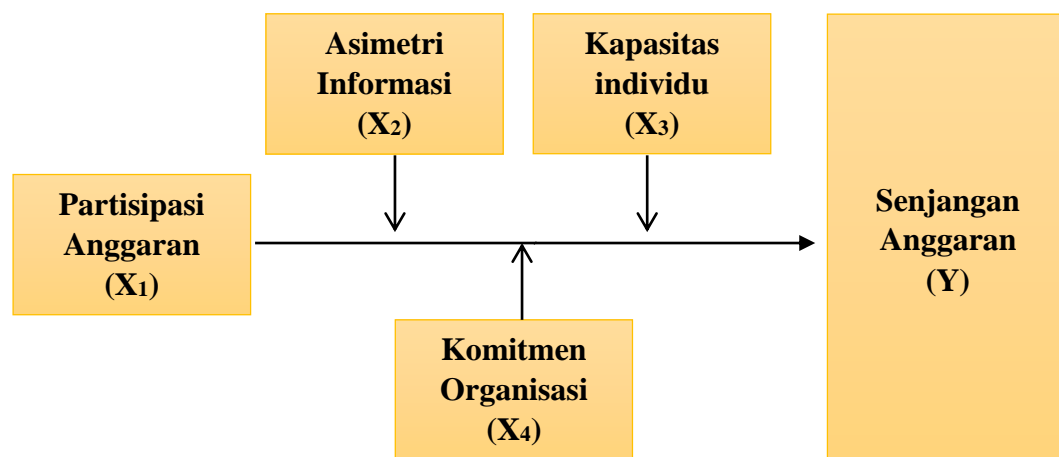 Asimetri
Informasi
(X₂)
Kapasitas
individu
(X₃)
Partisipasi
Anggaran
(X₁)
Senjangan
Anggaran
(Y)
Komitmen
Organisasi
(X₄)